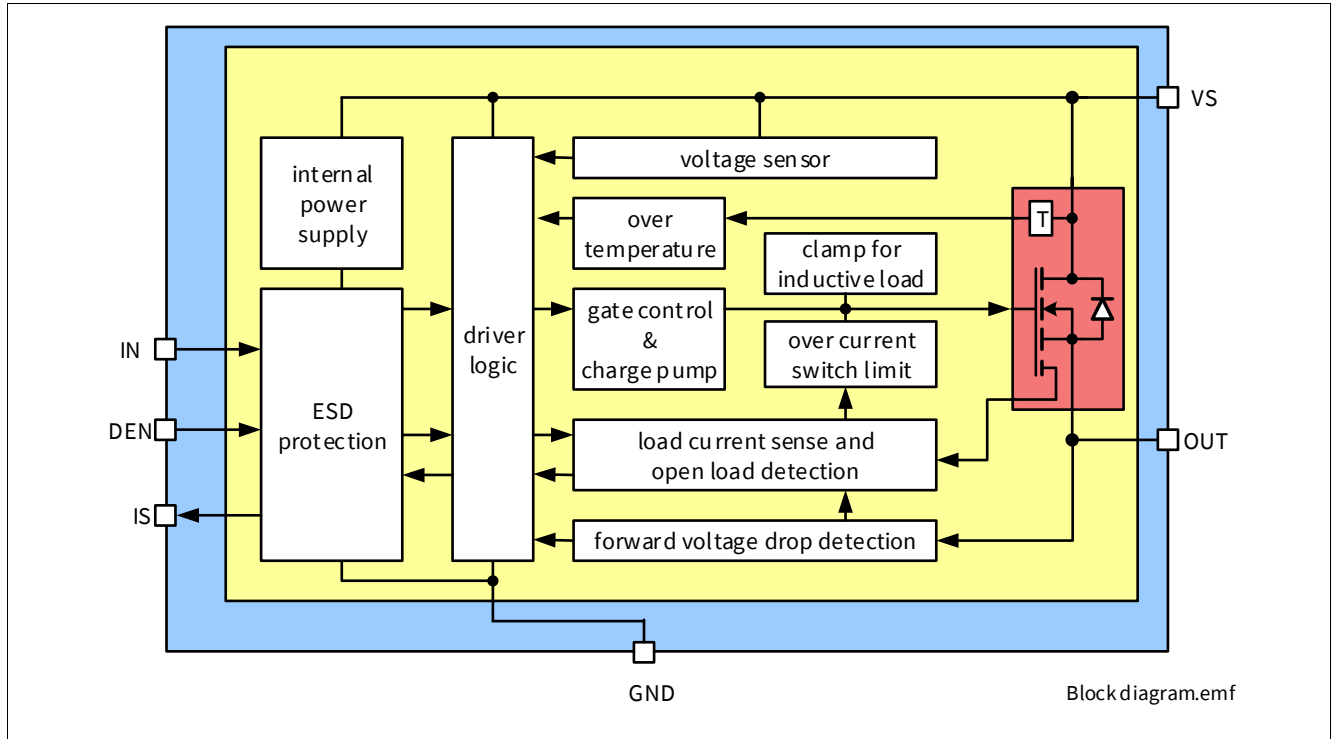 VS
voltage sensor
internal
power
supply
T
over
temperature
clamp for
inductive load
gate control
&
charge pump
driver
logic
over current
switch limit
IN
ESD
protection
DEN
load current sense and
open load detection
OUT
IS
forward voltage drop detection
GND
Block diagram.emf